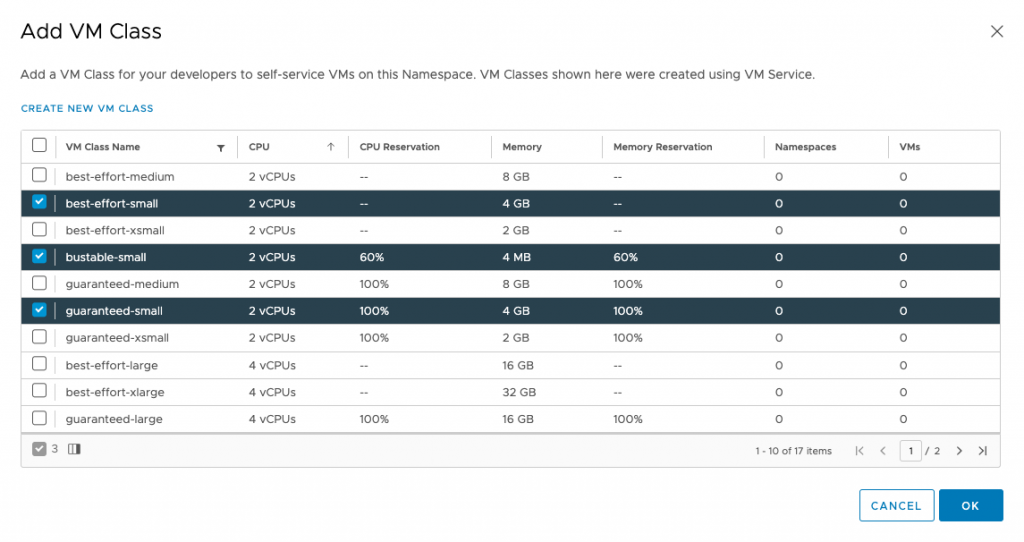 Add VM Class
Add a VM Class for your developers to self-service VMs on this Namespace. VM Classes shown here were created using VM Service.
CREATE NEW VM CLASS
VM Class Name CPU CPU Reservation Memory Memory Reservation Namespaces VMs
best-effort-medium 2 vCPUs -- 8 GB -- 0 0
best-effort-small 2 vCPUs -- 4 GB -- 0 0
best-effort-xsmall 2 vCPUs -- 2 GB -- 0 0
bustable-small 2 vCPUs 60% 4 MB 60% 0 0
guaranteed-medium 2 vCPUs 100% 8 GB 100% 0 0
guaranteed-small 2 vCPUs 100% 4 GB 100% 0 0
guaranteed-xsmall 2 vCPUs 100% 2 GB 100% 0 0
best-effort-large 4 vCPUs -- 16 GB -- 0 0
best-effort-xlarge 4 vCPUs -- 32 GB -- 0 0
guaranteed-large 4 vCPUs 100% 16 GB 100% 0 0
3 1 - 10 of 17 items 1 / 2
CANCEL OK